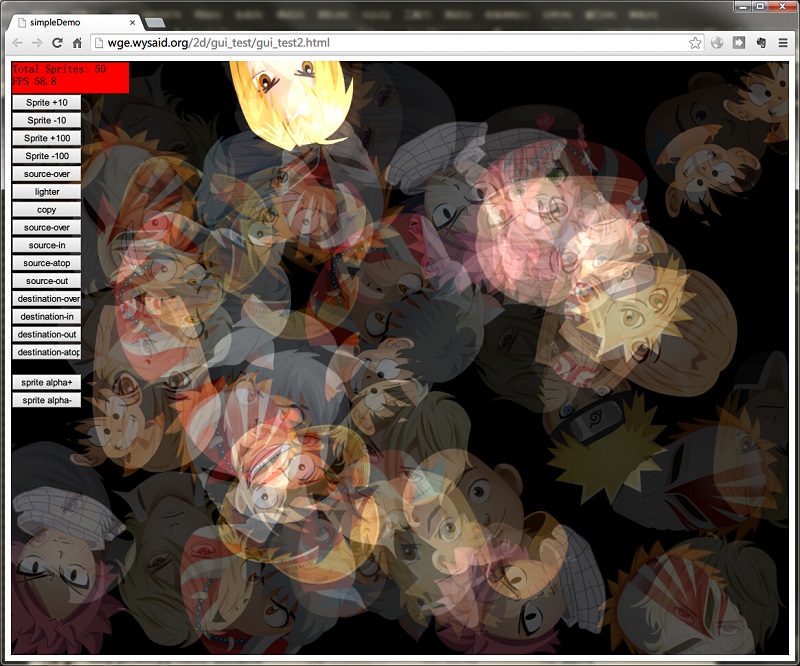 simpleDemo
wge.wysaid.org/2d/gui_test/gui_test2.html
Total Sprites: 50
FPS 58.8
Sprite +10
Sprite -10
Sprite +100
Sprite -100
source-over
lighter
copy
source-over
source-in
source-atop
source-out
destination-over
destination-in
destination-out
destination-atop
sprite alpha+
sprite alpha-